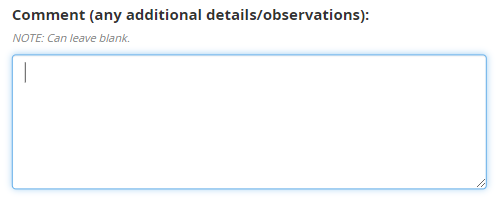 Comment (any additional details/observations):
NOTE: Can leave blank.